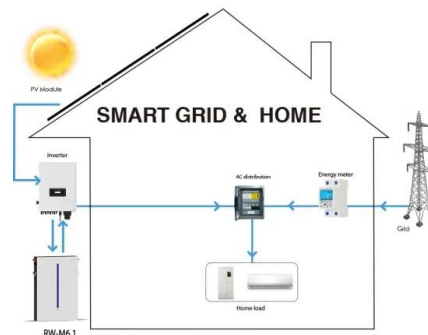 PV Module
SMART GRID & HOME
Inverter
AC distribution
Energy meter
Grid
Home load
RW-M6.1